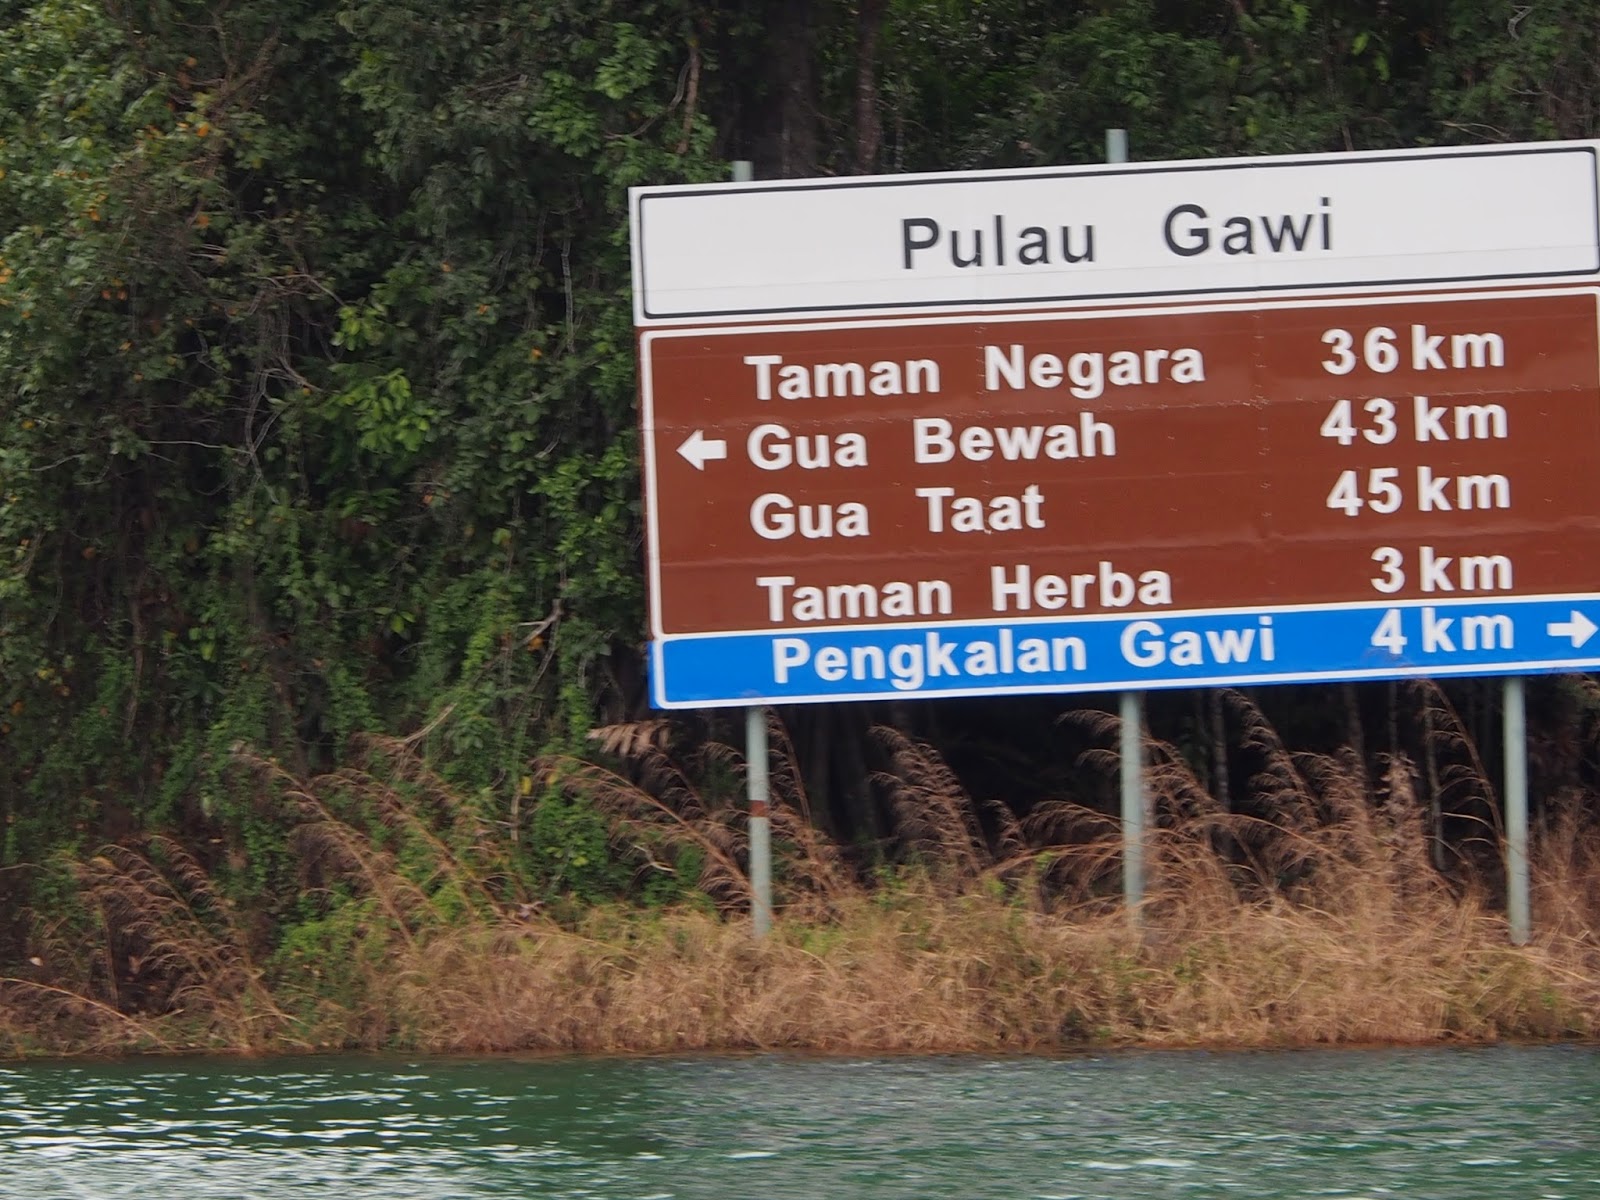 Pulau Gawi
Taman Negara 36 km
Gua Bewah 43 km
Gua Taat 45 km
Taman Herba 3 km
Pengkalan Gawi 4 km